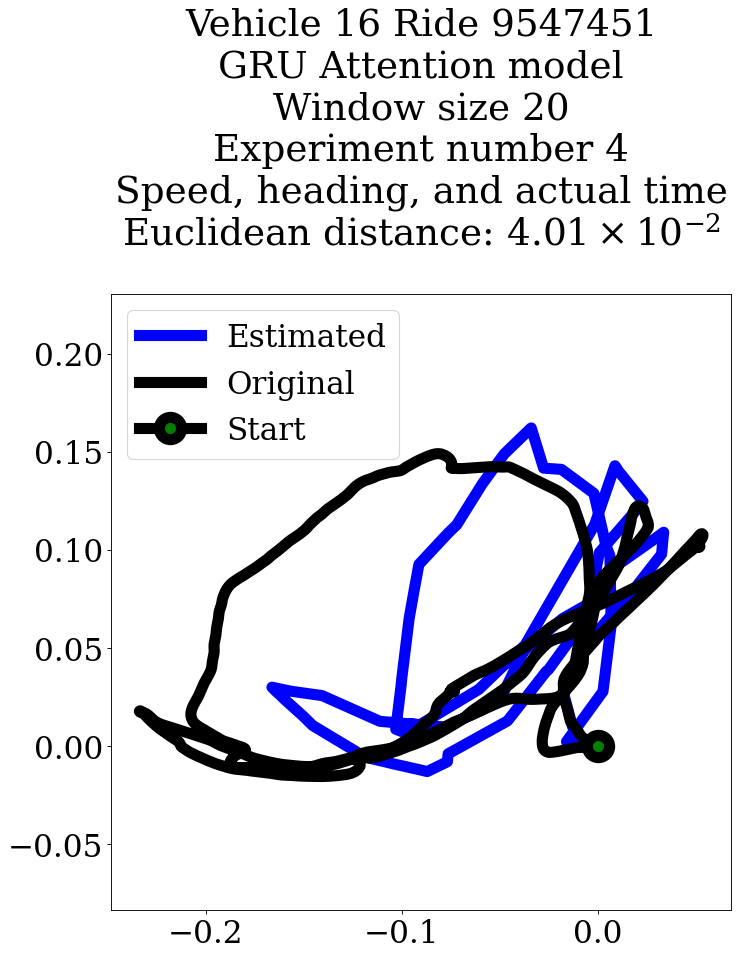 Vehicle 16 Ride 9547451
GRU Attention model
Window size 20
Experiment number 4
Speed, heading, and actual time
Euclidean distance: 4.01 × 10⁻²
Estimated
Original
Start
0.20
0.15
0.10
0.05
0.00
−0.05
−0.2
−0.1
0.0